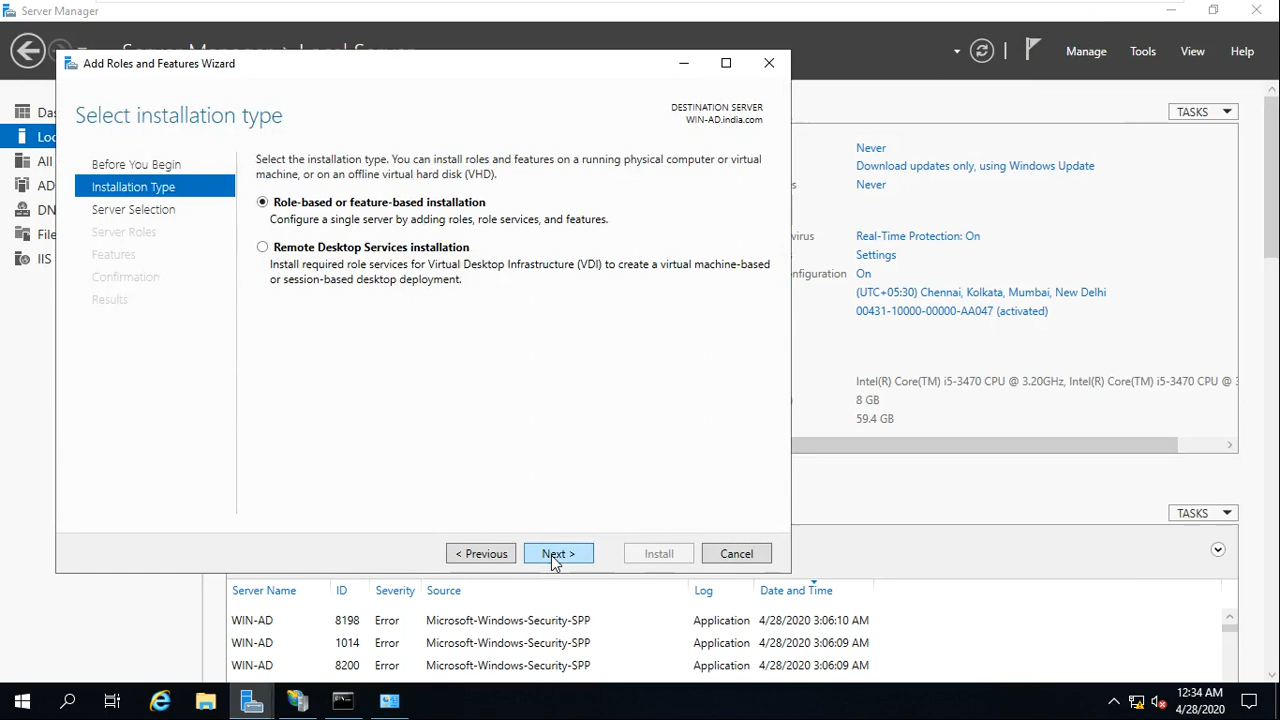 Server Manager
Manage
Tools
View
Help
Add Roles and Features Wizard
Select installation type
DESTINATION SERVER
WIN-AD.india.com
Before You Begin
Installation Type
Server Selection
Server Roles
Features
Confirmation
Results
Select the installation type. You can install roles and features on a running physical computer or virtual
machine, or on an offline virtual hard disk (VHD).
Role-based or feature-based installation
Configure a single server by adding roles, role services, and features.
Remote Desktop Services installation
Install required role services for Virtual Desktop Infrastructure (VDI) to create a virtual machine-based
or session-based desktop deployment.
< Previous
Next >
Install
Cancel
All
AD
IIS
TASKS
Never
Download updates only, using Windows Update
Never
Real-Time Protection: On
Settings
On
(UTC+05:30) Chennai, Kolkata, Mumbai, New Delhi
00431-10000-00000-AA047 (activated)
Intel(R) Core(TM) i5-3470 CPU @ 3.20GHz, Intel(R) Core(TM) i5-3470 CPU @
8 GB
59.4 GB
TASKS
Server Name ID Severity Source Log Date and Time
WIN-AD 8198 Error Microsoft-Windows-Security-SPP Application 4/28/2020 3:06:10 AM
WIN-AD 1014 Error Microsoft-Windows-Security-SPP Application 4/28/2020 3:06:09 AM
WIN-AD 8200 Error Microsoft-Windows-Security-SPP Application 4/28/2020 3:06:09 AM
12:34 AM
4/28/2020